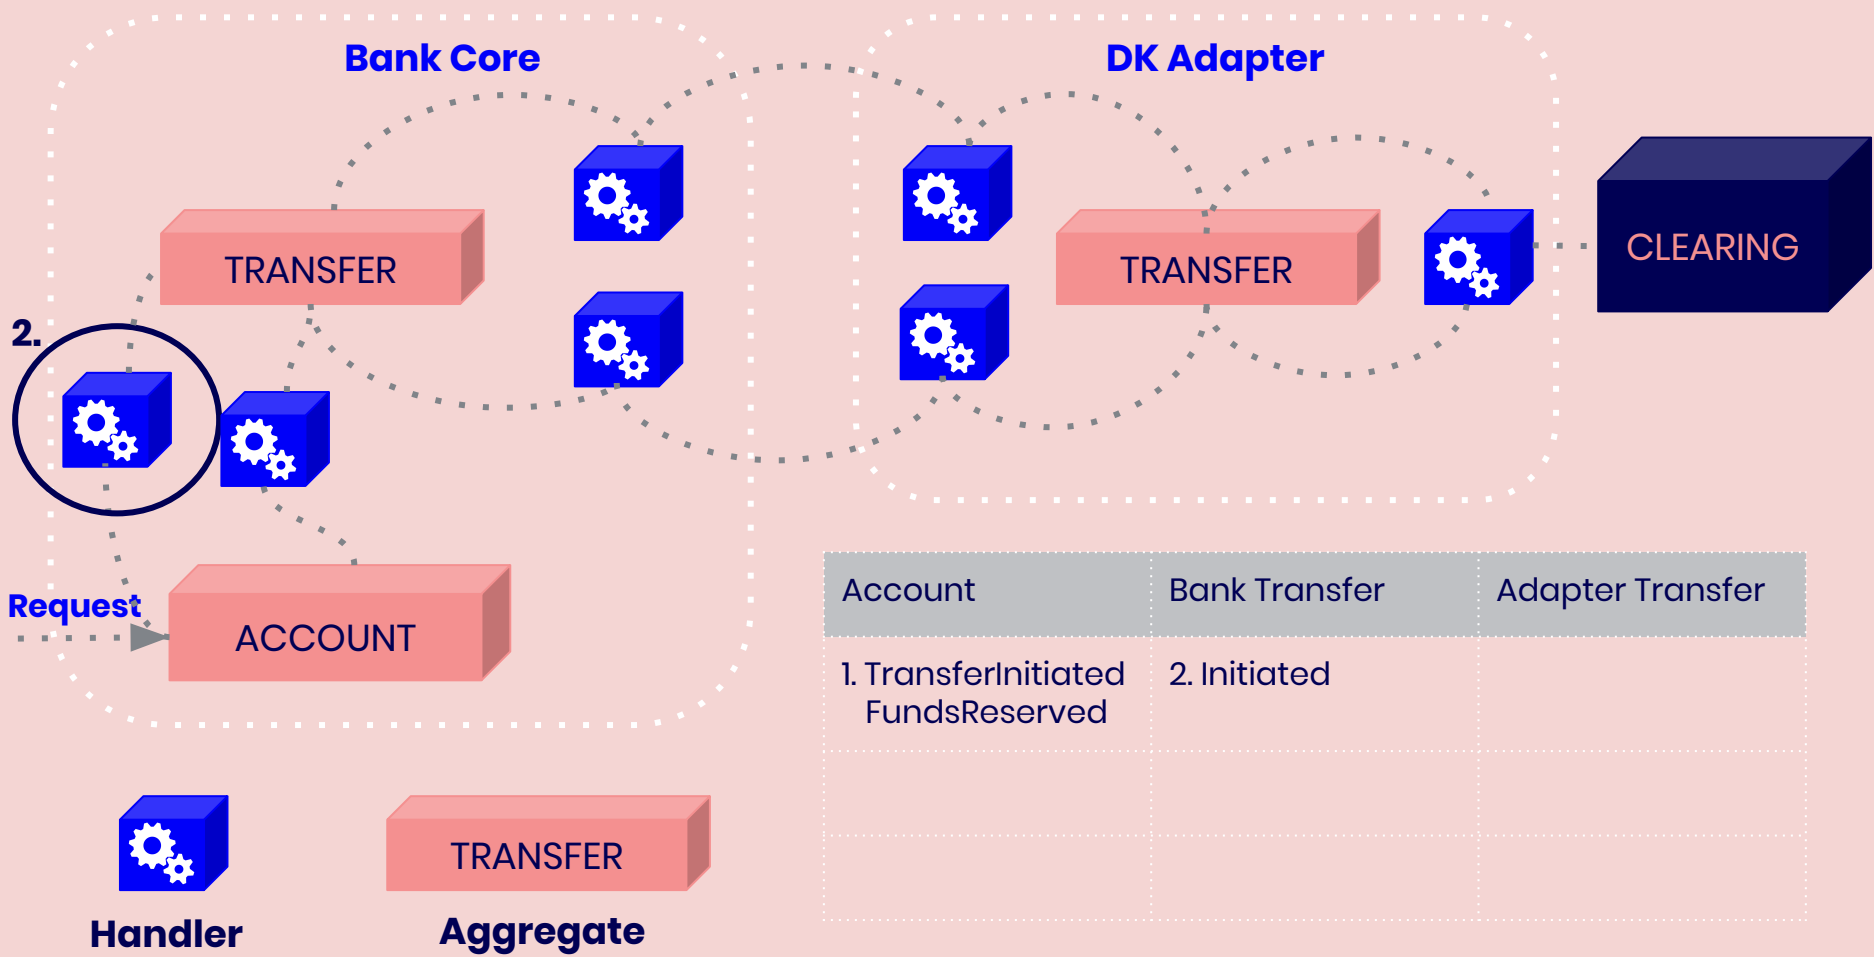 Bank Core
DK Adapter
TRANSFER
TRANSFER
CLEARING
2.
Request
ACCOUNT
Account
Bank Transfer
Adapter Transfer
1. TransferInitiated
FundsReserved
2. Initiated
TRANSFER
Handler
Aggregate